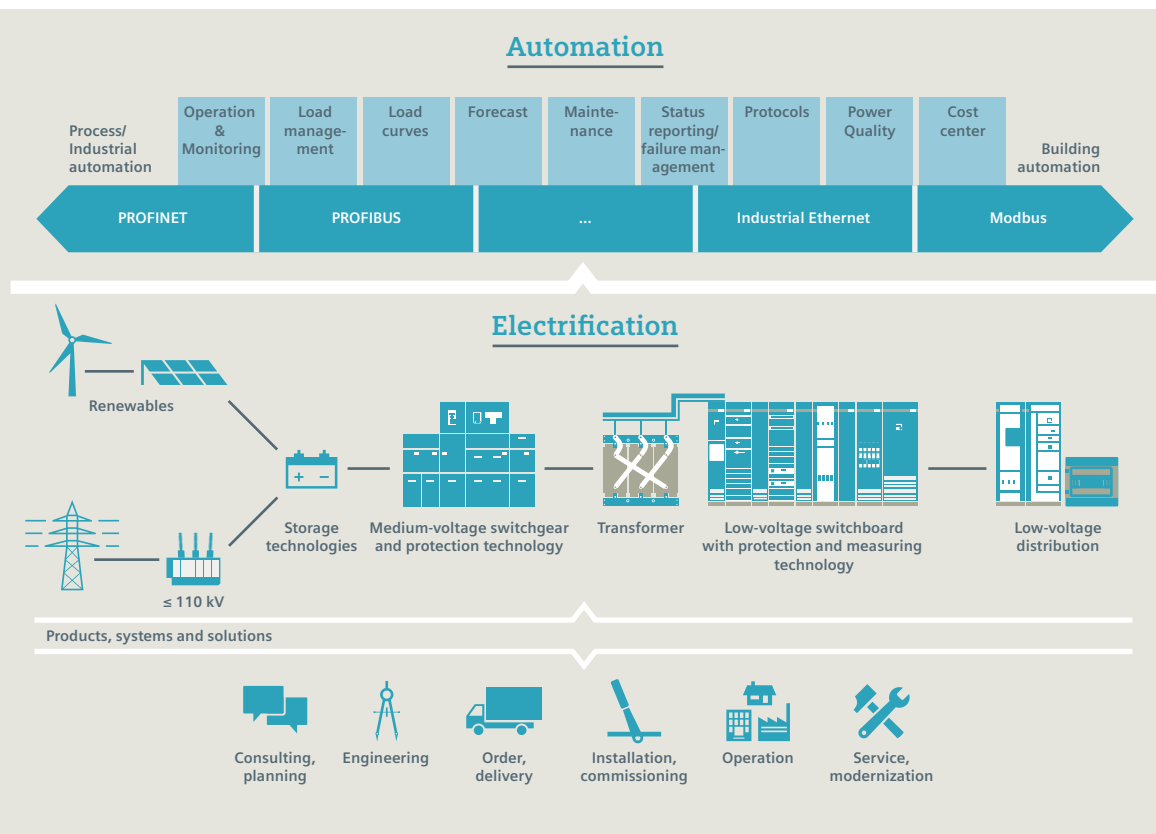 Automation
Process/
Industrial
automation
Operation
&
Monitoring
Load
manage-
ment
Load
curves
Forecast
Mainte-
nance
Status
reporting/
failure man-
agement
Protocols
Power
Quality
Cost
center
Building
automation
PROFINET
PROFIBUS
...
Industrial Ethernet
Modbus
Electrification
Renewables
≤ 110 kV
Storage
technologies
Medium-voltage switchgear
and protection technology
Transformer
Low-voltage switchboard
with protection and measuring
technology
Low-voltage
distribution
Products, systems and solutions
Consulting,
planning
Engineering
Order,
delivery
Installation,
commissioning
Operation
Service,
modernization